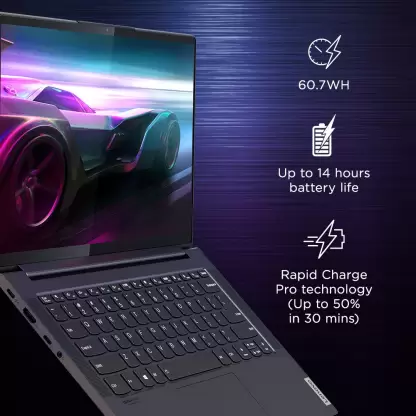 60.7WH
Up to 14 hours
battery life
Rapid Charge
Pro technology
(Up to 50%
in 30 mins)